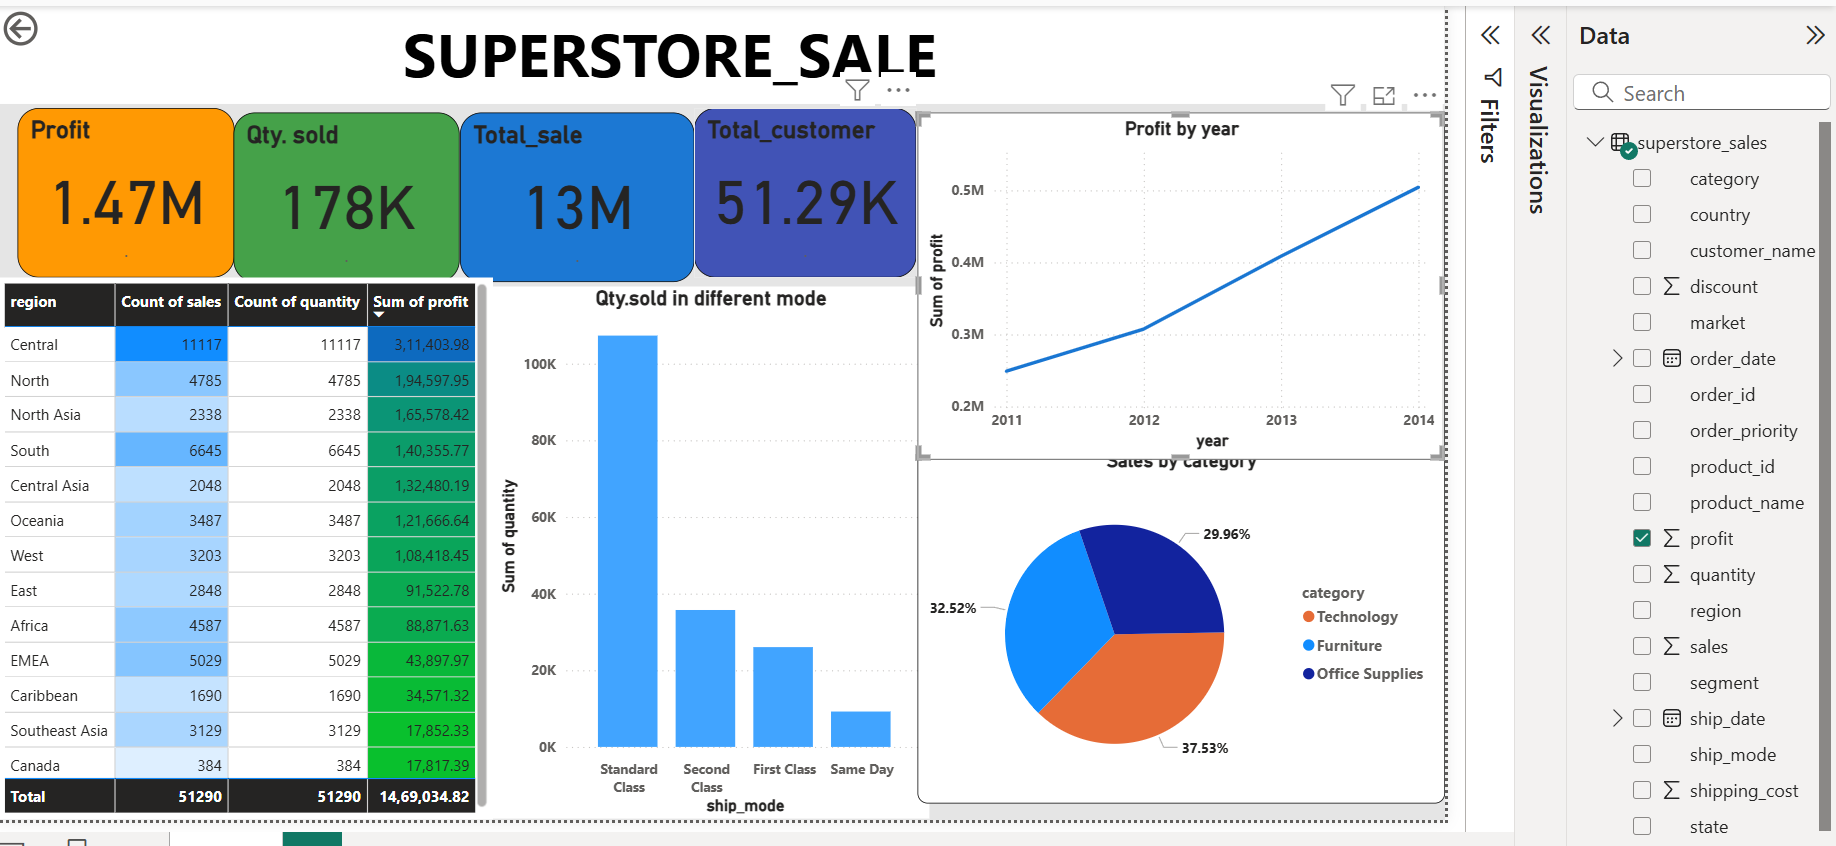 SUPERSTORE_SALE
Profit
1.47M
Qty. sold
178K
Total_sale
13M
Total_customer
51.29K
region Count of sales Count of quantity Sum of profit
Central 11117 11117 3,11,403.98
North 4785 4785 1,94,597.95
North Asia 2338 2338 1,65,578.42
South 6645 6645 1,40,355.77
Central Asia 2048 2048 1,32,480.19
Oceania 3487 3487 1,21,666.64
West 3203 3203 1,08,418.45
East 2848 2848 91,522.78
Africa 4587 4587 88,871.63
EMEA 5029 5029 43,897.97
Caribbean 1690 1690 34,571.32
Southeast Asia 3129 3129 17,852.33
Canada 384 384 17,817.39
Total 51290 51290 14,69,034.82
Qty.sold in different mode
Sum of quantity
100K
80K
60K
40K
20K
0K
Standard Class
Second Class
First Class
Same Day
ship_mode
Profit by year
Sum of profit
0.5M
0.4M
0.3M
0.2M
2011 2012 2013 2014
year
Sales by category
29.96%
32.52%
37.53%
category
Technology
Furniture
Office Supplies
Filters
Visualizations
Data
Search
superstore_sales
category
country
customer_name
discount
market
order_date
order_id
order_priority
product_id
product_name
profit
quantity
region
sales
segment
ship_date
ship_mode
shipping_cost
state